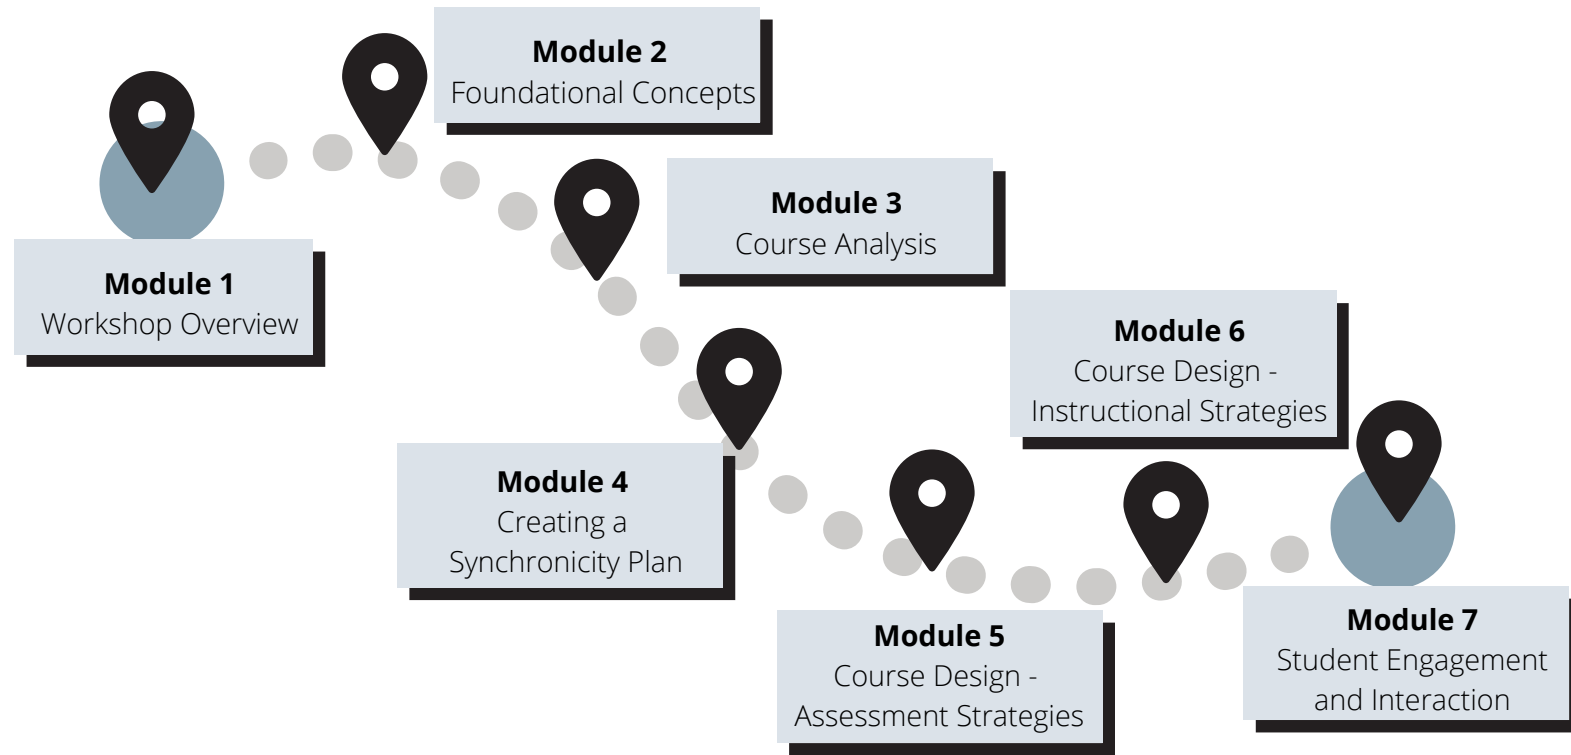 Module 1
Workshop Overview
Module 2
Foundational Concepts
Module 3
Course Analysis
Module 4
Creating a
Synchronicity Plan
Module 5
Course Design -
Assessment Strategies
Module 6
Course Design -
Instructional Strategies
Module 7
Student Engagement
and Interaction